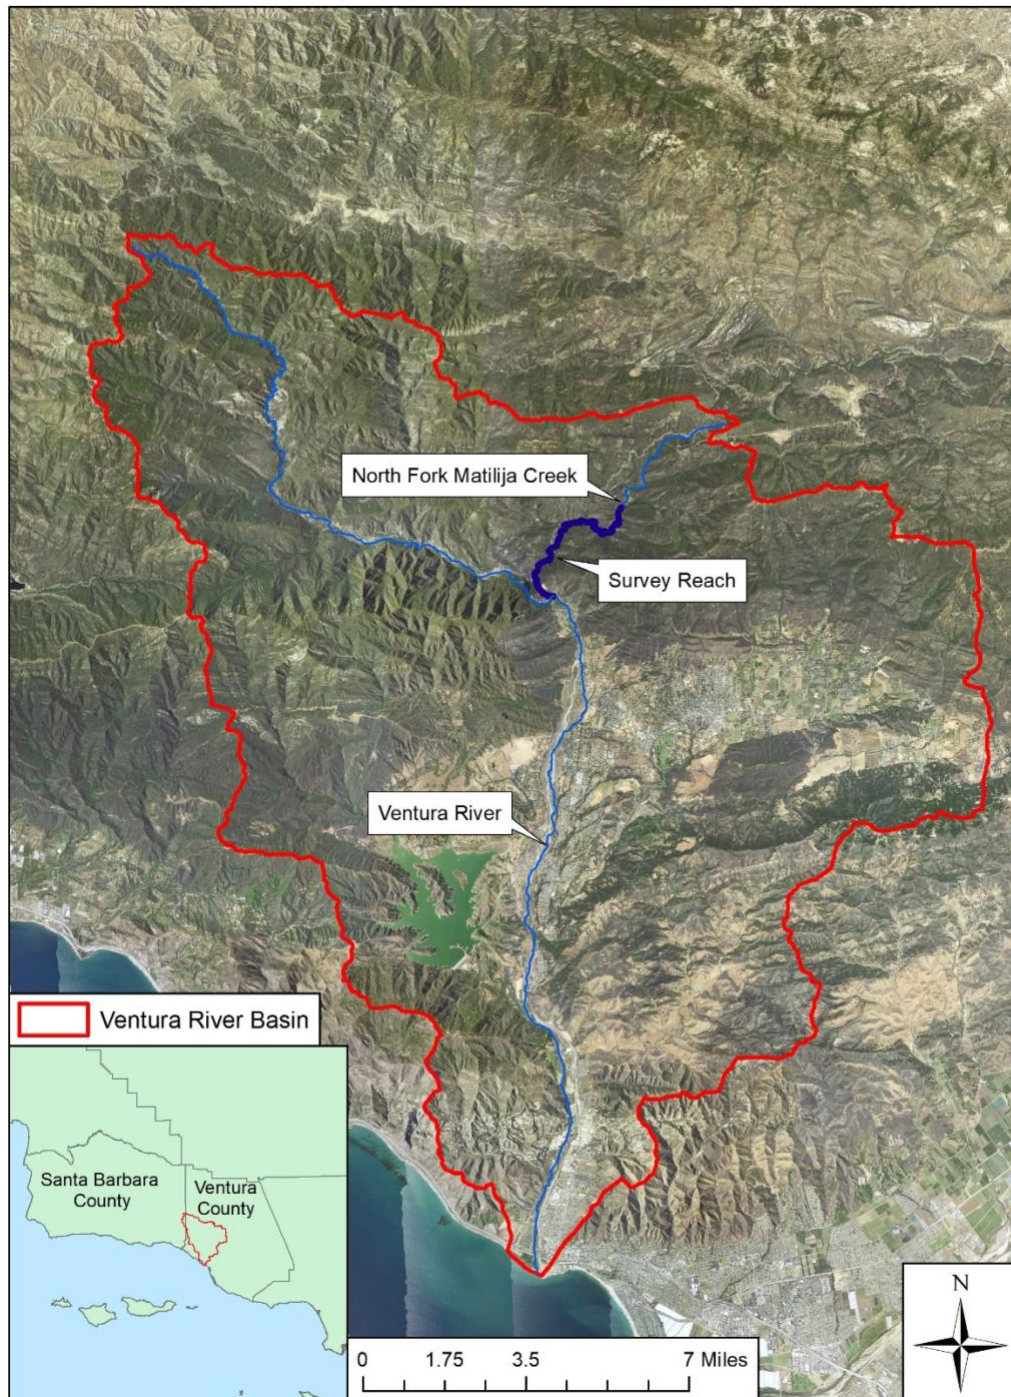 North Fork Matilija Creek
Survey Reach
Ventura River
Ventura River Basin
Santa Barbara
County
Ventura
County
0 1.75 3.5 7 Miles
N